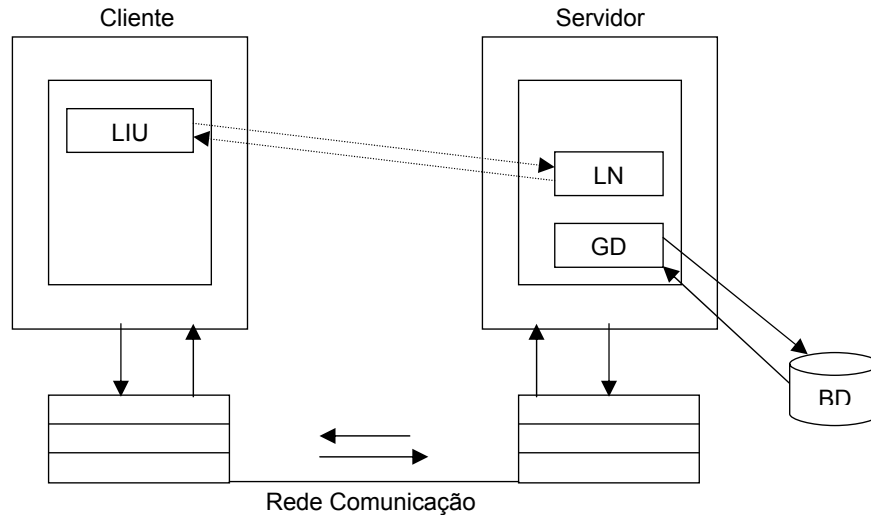 Cliente
Servidor
LIU
LN
GD
BD
Rede Comunicação